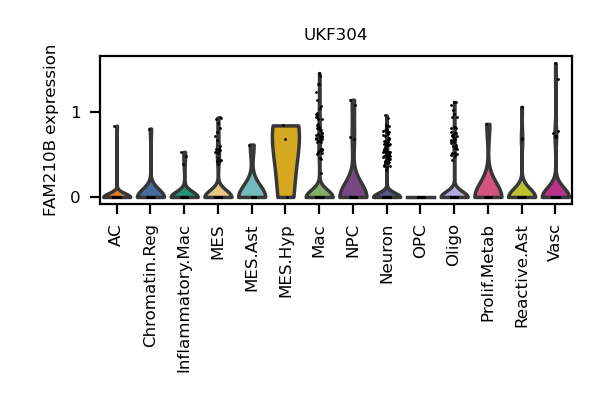 UKF304
FAM210B expression
1
0
AC
Chromatin.Reg
Inflammatory.Mac
MES
MES.Ast
MES.Hyp
Mac
NPC
Neuron
OPC
Oligo
Prolif.Metab
Reactive.Ast
Vasc